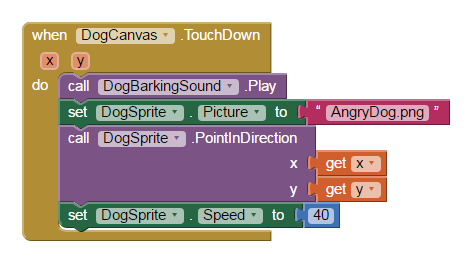 when DogCanvas .TouchDown
x y
do call DogBarkingSound .Play
set DogSprite . Picture to " AngryDog.png "
call DogSprite .PointInDirection
x get x
y get y
set DogSprite . Speed to 40